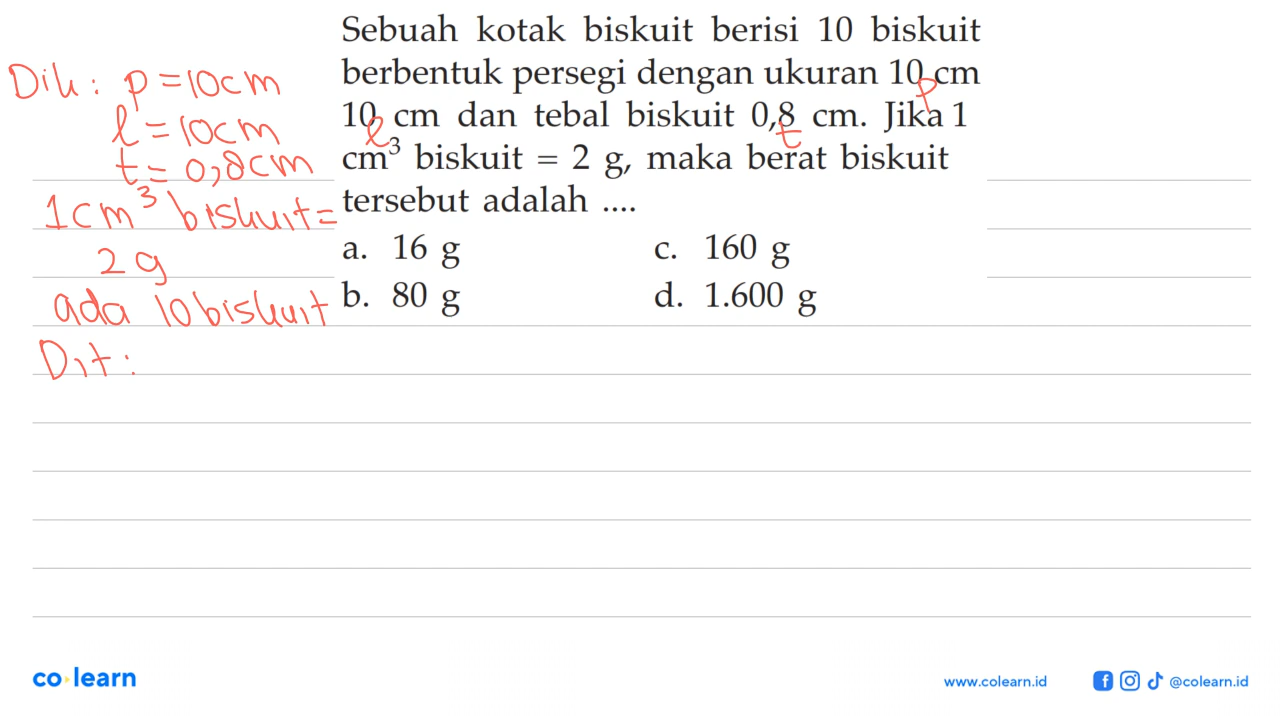 Sebuah kotak biskuit berisi 10 biskuit
berbentuk persegi dengan ukuran 10 cm
10 cm dan tebal biskuit 0,8 cm. Jika 1
cm³ biskuit = 2 g, maka berat biskuit
tersebut adalah ....
a. 16 g c. 160 g
b. 80 g d. 1.600 g
p
l
t
Dik : p = 10 cm
l = 10 cm
t = 0,8 cm
1 cm³ biskuit =
2 g
ada 10 biskuit
Dit :
co learn
www.colearn.id @colearn.id